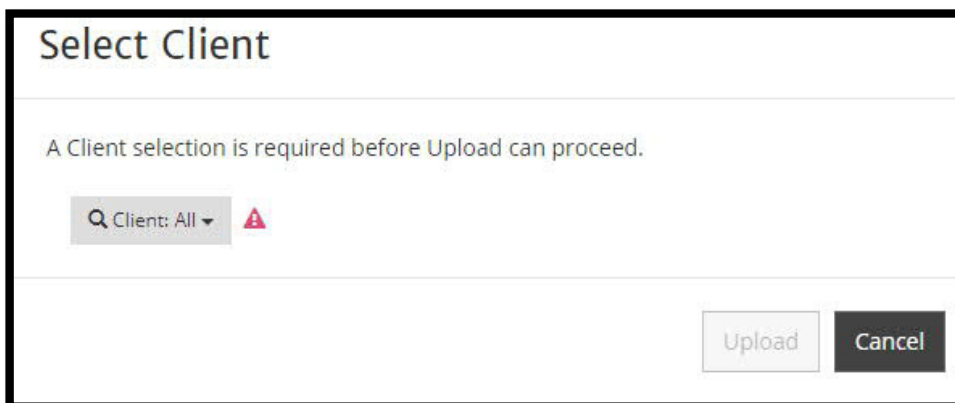 Select Client
A Client selection is required before Upload can proceed.
Client: All
Upload Cancel